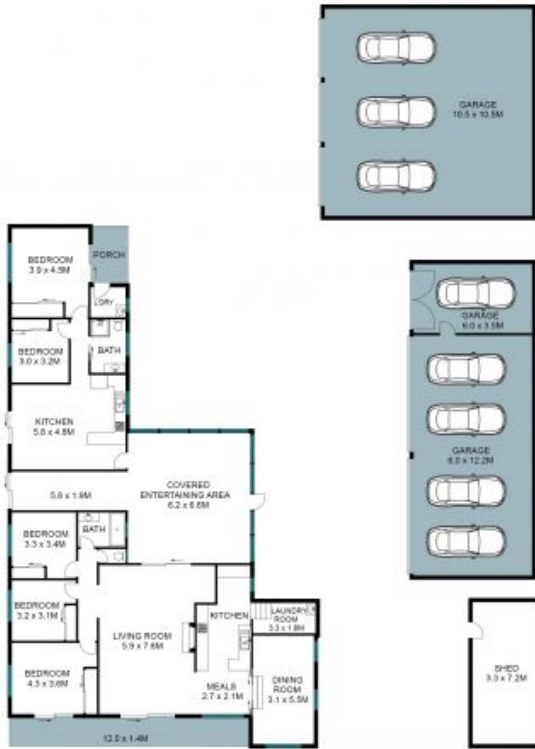 GARAGE
10.5 x 10.5M
BEDROOM
3.9 x 4.5M
PORCH
LDRY
BEDROOM
3.0 x 3.2M
BATH
GARAGE
6.0 x 3.5M
KITCHEN
5.8 x 4.8M
GARAGE
6.0 x 12.2M
COVERED
ENTERTAINING AREA
6.2 x 6.6M
5.8 x 1.9M
BEDROOM
3.3 x 3.4M
BATH
BEDROOM
3.2 x 3.1M
LIVING ROOM
5.9 x 7.6M
KITCHEN
LAUNDRY
ROOM
3.3 x 1.8M
BEDROOM
4.3 x 3.6M
MEALS
2.7 x 2.1M
DINING
ROOM
3.1 x 5.5M
SHED
3.3 x 7.2M
12.0 x 1.4M